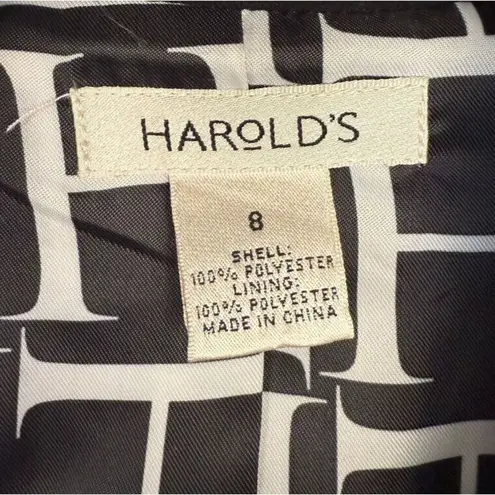 HAROLD'S
8
SHELL:
100% POLYESTER
LINING:
100% POLYESTER
MADE IN CHINA